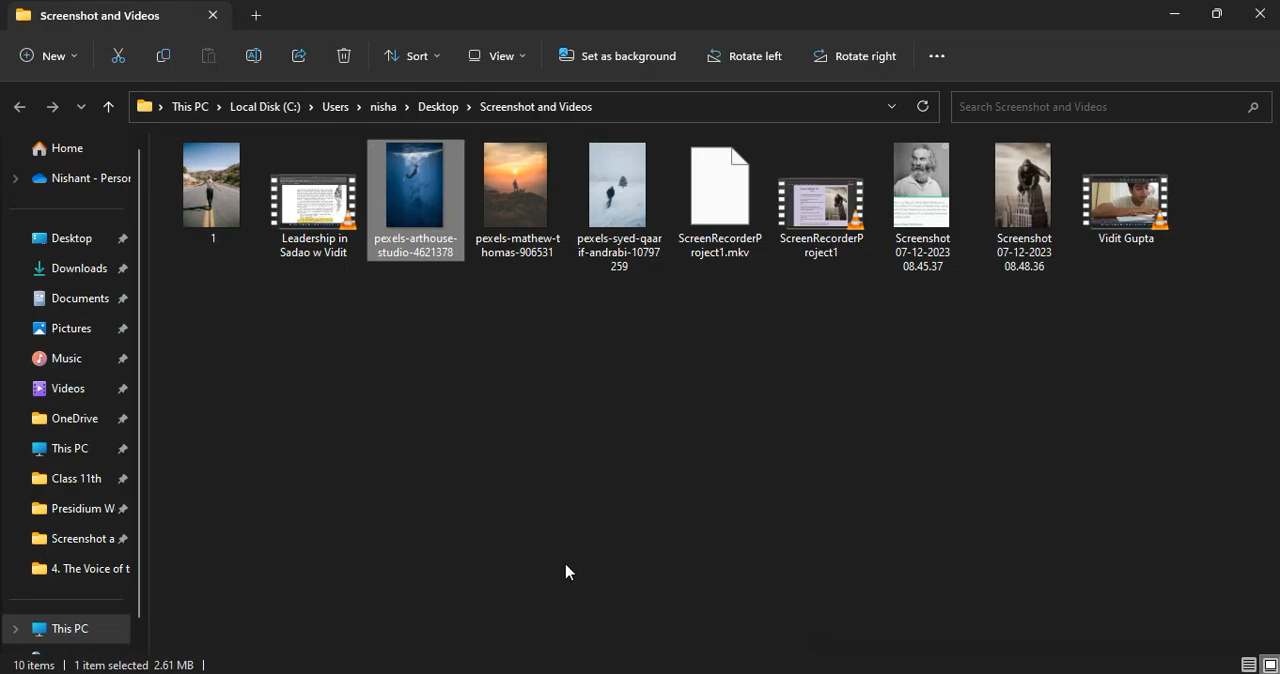 Screenshot and Videos
New
Sort
View
Set as background
Rotate left
Rotate right
This PC > Local Disk (C:) > Users > nisha > Desktop > Screenshot and Videos
Search Screenshot and Videos
Home
Nishant - Person
Desktop
Downloads
Documents
Pictures
Music
Videos
OneDrive
This PC
Class 11th
Presidium W
Screenshot a
4. The Voice of t
This PC
1
Leadership in
Sadao w Vidit
pexels-arthouse-
studio-4621378
pexels-mathew-t
homas-906531
pexels-syed-qaar
if-andrabi-10797
259
ScreenRecorderP
roject1.mkv
ScreenRecorderP
roject1
Screenshot
07-12-2023
08.45.37
Screenshot
07-12-2023
08.48.36
Vidit Gupta
10 items
1 item selected 2.61 MB